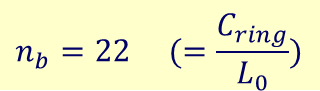 n_b = 22 (= C_ring / L_0)